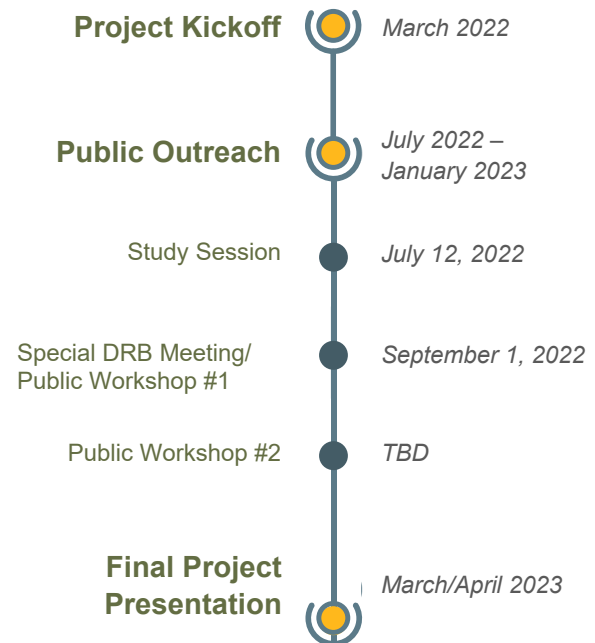 Project Kickoff
March 2022
Public Outreach
July 2022 –
January 2023
Study Session
July 12, 2022
Special DRB Meeting/
Public Workshop #1
September 1, 2022
Public Workshop #2
TBD
Final Project
Presentation
March/April 2023